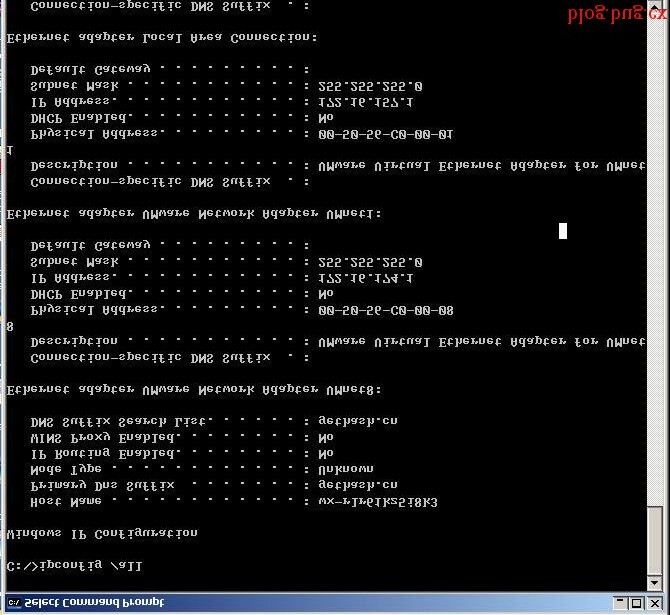 Select Command Prompt
C:\>ipconfig /all
Windows IP Configuration
Host Name . . . . . . . . . . . . : wx-r1r61kz5i8k3
Primary Dns Suffix . . . . . . . : gethash.cn
Node Type . . . . . . . . . . . . : Unknown
IP Routing Enabled. . . . . . . . : No
WINS Proxy Enabled. . . . . . . . : No
DNS Suffix Search List. . . . . . : gethash.cn
Ethernet adapter VMware Network Adapter VMnet8:
Connection-specific DNS Suffix . :
Description . . . . . . . . . . . : VMware Virtual Ethernet Adapter for VMnet
8
Physical Address. . . . . . . . . : 00-50-56-C0-00-08
DHCP Enabled. . . . . . . . . . . : No
IP Address. . . . . . . . . . . . : 172.16.174.1
Subnet Mask . . . . . . . . . . . : 255.255.255.0
Default Gateway . . . . . . . . . :
Ethernet adapter VMware Network Adapter VMnet1:
Connection-specific DNS Suffix . :
Description . . . . . . . . . . . : VMware Virtual Ethernet Adapter for VMnet
1
Physical Address. . . . . . . . . : 00-50-56-C0-00-01
DHCP Enabled. . . . . . . . . . . : No
IP Address. . . . . . . . . . . . : 172.16.157.1
Subnet Mask . . . . . . . . . . . : 255.255.255.0
Default Gateway . . . . . . . . . :
Ethernet adapter Local Area Connection:
Connection-specific DNS Suffix . :
blog.bug.cx